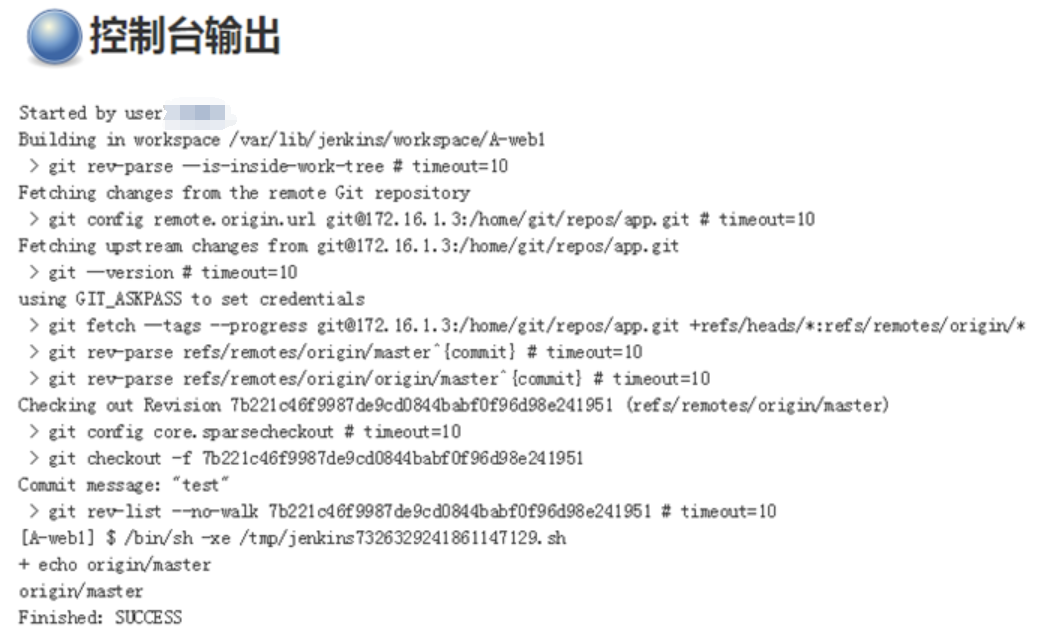 控制台输出
Started by user
Building in workspace /var/lib/jenkins/workspace/A-web1
> git rev-parse --is-inside-work-tree # timeout=10
Fetching changes from the remote Git repository
> git config remote.origin.url git@172.16.1.3:/home/git/repos/app.git # timeout=10
Fetching upstream changes from git@172.16.1.3:/home/git/repos/app.git
> git --version # timeout=10
using GIT_ASKPASS to set credentials
> git fetch --tags --progress git@172.16.1.3:/home/git/repos/app.git +refs/heads/*:refs/remotes/origin/*
> git rev-parse refs/remotes/origin/master^{commit} # timeout=10
> git rev-parse refs/remotes/origin/origin/master^{commit} # timeout=10
Checking out Revision 7b221c46f9987de9cd0844babf0f96d98e241951 (refs/remotes/origin/master)
> git config core.sparsecheckout # timeout=10
> git checkout -f 7b221c46f9987de9cd0844babf0f96d98e241951
Commit message: "test"
> git rev-list --no-walk 7b221c46f9987de9cd0844babf0f96d98e241951 # timeout=10
[A-web1] $ /bin/sh -xe /tmp/jenkins7326329241861147129.sh
+ echo origin/master
origin/master
Finished: SUCCESS